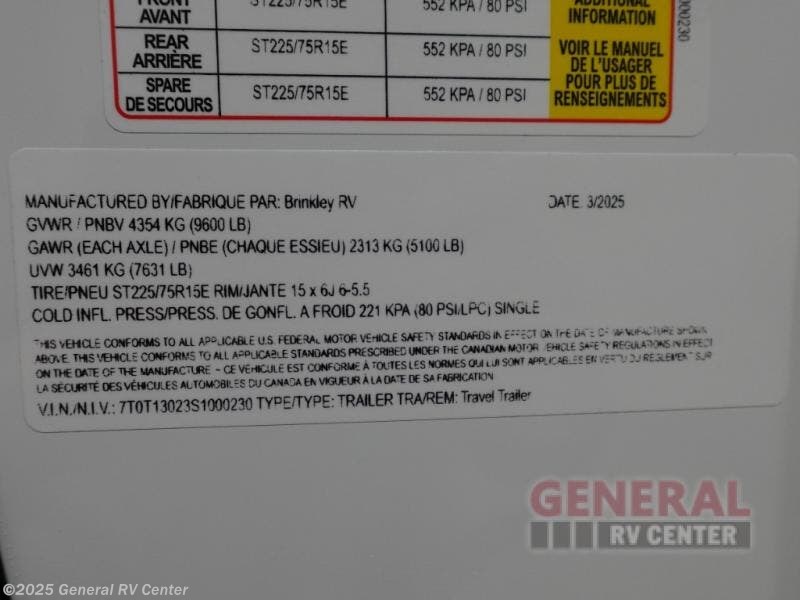 FRONT ST225/75R15E 552 KPA / 80 PSI ADDITIONAL
AVANT INFORMATION
000230
REAR
ARRIÈRE ST225/75R15E 552 KPA / 80 PSI VOIR LE MANUEL
DE L'USAGER
SPARE POUR PLUS DE
DE SECOURS ST225/75R15E 552 KPA / 80 PSI RENSEIGNEMENTS
MANUFACTURED BY/FABRIQUE PAR: Brinkley RV DATE 3/2025
GVWR / PNBV 4354 KG (9600 LB)
GAWR (EACH AXLE) / PNBE (CHAQUE ESSIEU) 2313 KG (5100 LB)
UVW 3461 KG (7631 LB)
TIRE/PNEU ST225/75R15E RIM/JANTE 15 x 6J 6-5.5
COLD INFL. PRESS/PRESS. DE GONFL. A FROID 221 KPA (80 PSI/LPC) SINGLE
THIS VEHICLE CONFORMS TO ALL APPLICABLE U.S. FEDERAL MOTOR VEHICLE SAFETY STANDARDS IN EFFECT ON THE DATE OF MANUFACTURE SHOWN
ABOVE. THIS VEHICLE CONFORMS TO ALL APPLICABLE STANDARDS PRESCRIBED UNDER THE CANADIAN MOTOR VEHICLE SAFETY REGULATIONS IN EFFECT
ON THE DATE OF THE MANUFACTURE - CE VÉHICULE EST CONFORME À TOUTES LES NORMES QUI LUI SONT APPLICABLES EN VERTU DU REGLEMENT SUR
LA SÉCURITÉ DES VÉHICULES AUTOMOBILES DU CANADA EN VIGUEUR À LA DATE DE SA FABRICATION
V.I.N./N.I.V.: 7T0T13023S1000230 TYPE/TYPE: TRAILER TRA/REM: Travel Trailer
GENERAL
RV CENTER
©2025 General RV Center